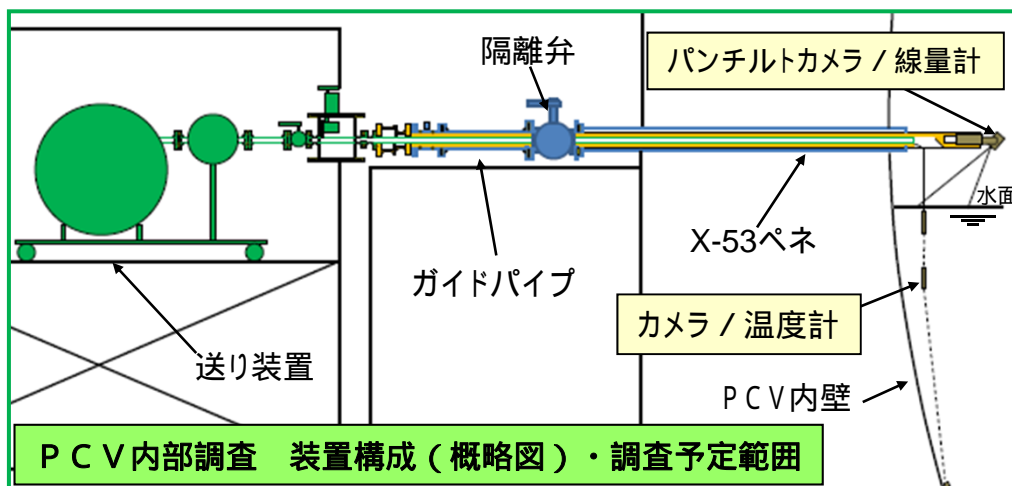 隔離弁
パンチルトカメラ / 線量計
水面
X-53ペネ
ガイドパイプ
カメラ / 温度計
送り装置
PCV内壁
PCV内部調査 装置構成(概略図)・調査予定範囲